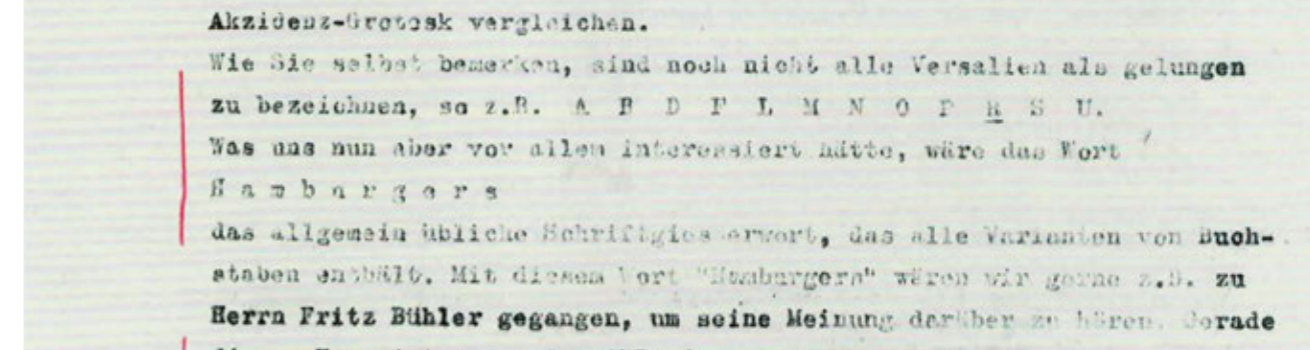 Akzidenz-Grotesk vergleichen.
Wie Sie selbst bemerken, sind noch nicht alle Versalien als gelungen
zu bezeichnen, so z.B. A B D F L M N O P R S U.
Was uns nun aber vor allem interessiert hätte, wäre das Wort
H a m b u r g e r s
das allgemein übliche Schriftgiesserwort, das alle Varianten von Buch-
staben enthält. Mit diesem Wort "Hamburgers" wären wir gerne z.B. zu
Herrn Fritz Bühler gegangen, um seine Meinung darüber zu hören. Gerade